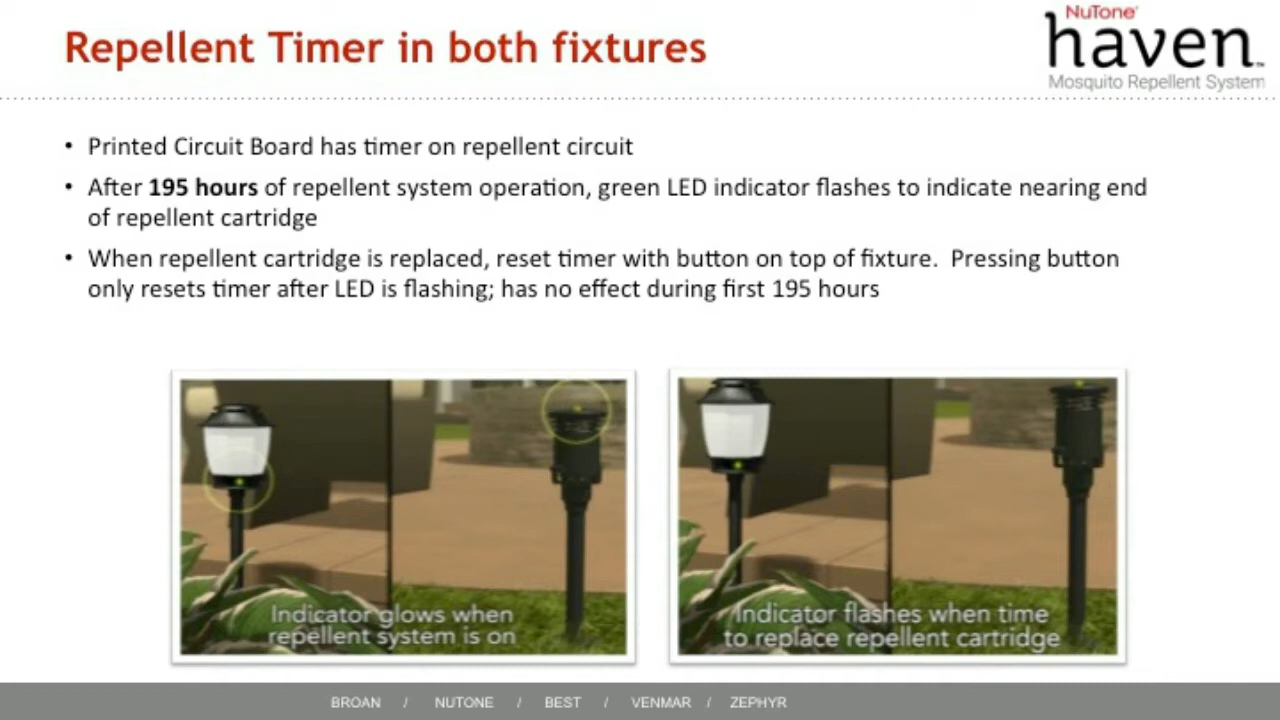 Repellent Timer in both fixtures
NuTone®
haven™
Mosquito Repellent System
• Printed Circuit Board has timer on repellent circuit
• After 195 hours of repellent system operation, green LED indicator flashes to indicate nearing end
of repellent cartridge
• When repellent cartridge is replaced, reset timer with button on top of fixture. Pressing button
only resets timer after LED is flashing; has no effect during first 195 hours
Indicator glows when
repellent system is on
Indicator flashes when time
to replace repellent cartridge
BROAN / NUTONE / BEST / VENMAR / ZEPHYR